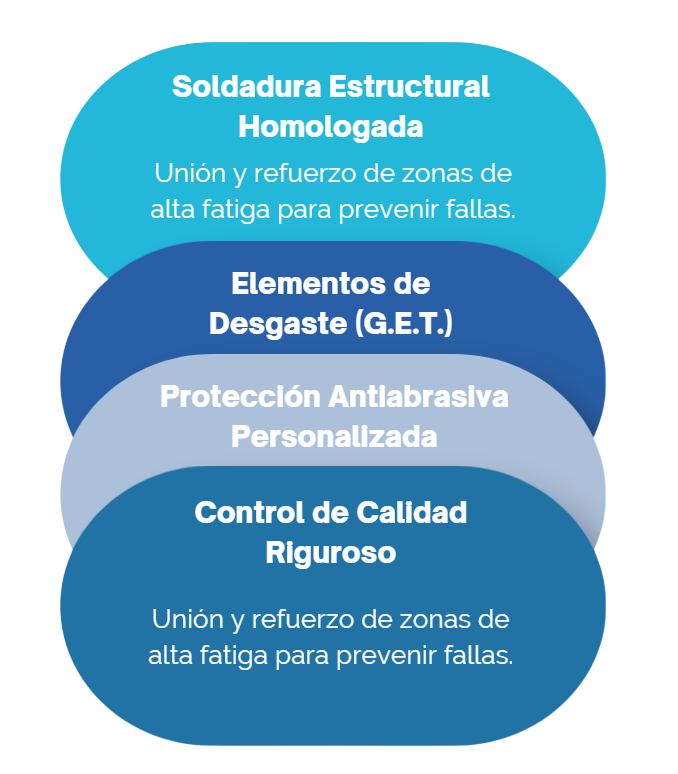 Soldadura Estructural
Homologada
Unión y refuerzo de zonas de
alta fatiga para prevenir fallas.
Elementos de
Desgaste (G.E.T.)
Protección Antiabrasiva
Personalizada
Control de Calidad
Riguroso
Unión y refuerzo de zonas de
alta fatiga para prevenir fallas.